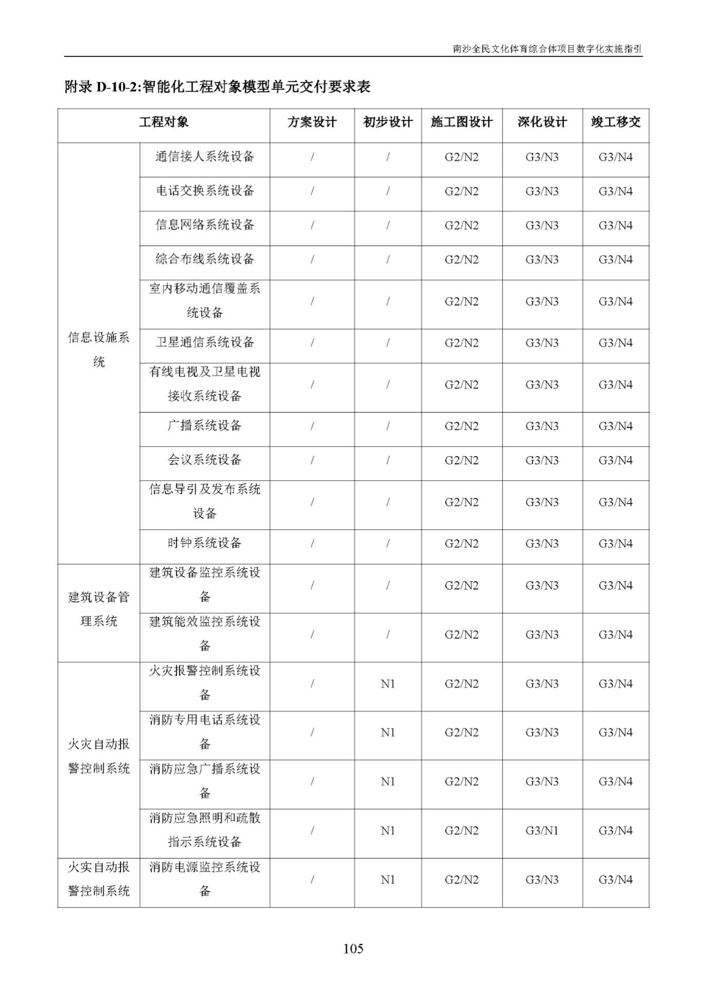 南沙全民文化体育综合体项目数字化实施指引
附录 D-10-2:智能化工程对象模型单元交付要求表
工程对象 方案设计 初步设计 施工图设计 深化设计 竣工移交
信息设施系
统
通信接人系统设备 / / G2/N2 G3/N3 G3/N4
电话交换系统设备 / / G2/N2 G3/N3 G3/N4
信息网络系统设备 / / G2/N2 G3/N3 G3/N4
综合布线系统设备 / / G2/N2 G3/N3 G3/N4
室内移动通信覆盖系
统设备 / / G2/N2 G3/N3 G3/N4
卫星通信系统设备 / / G2/N2 G3/N3 G3/N4
有线电视及卫星电视
接收系统设备 / / G2/N2 G3/N3 G3/N4
广播系统设备 / / G2/N2 G3/N3 G3/N4
会议系统设备 / / G2/N2 G3/N3 G3/N4
信息导引及发布系统
设备 / / G2/N2 G3/N3 G3/N4
时钟系统设备 / / G2/N2 G3/N3 G3/N4
建筑设备管
理系统
建筑设备监控系统设
备 / / G2/N2 G3/N3 G3/N4
建筑能效监控系统设
备 / / G2/N2 G3/N3 G3/N4
火灾自动报
警控制系统
火灾报警控制系统设
备 / N1 G2/N2 G3/N3 G3/N4
消防专用电话系统设
备 / N1 G2/N2 G3/N3 G3/N4
消防应急广播系统设
备 / N1 G2/N2 G3/N3 G3/N4
消防应急照明和疏散
指示系统设备 / N1 G2/N2 G3/N1 G3/N4
火实自动报
警控制系统
消防电源监控系统设
备 / N1 G2/N2 G3/N3 G3/N4
105